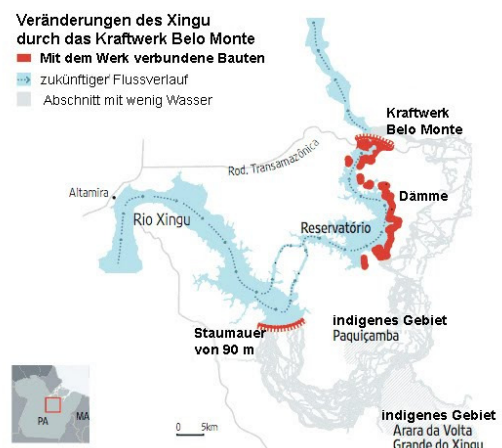 Veränderungen des Xingu
durch das Kraftwerk Belo Monte
Mit dem Werk verbundene Bauten
zukünftiger Flussverlauf
Abschnitt mit wenig Wasser
Kraftwerk
Belo Monte
Rod. Transamazônica
Altamira
Rio Xingu
Dämme
Reservatório
Staumauer
von 90 m
indigenes Gebiet
Paquiçamba
PA
MA
0 5km
indigenes Gebiet
Arara da Volta
Grande do Xingu